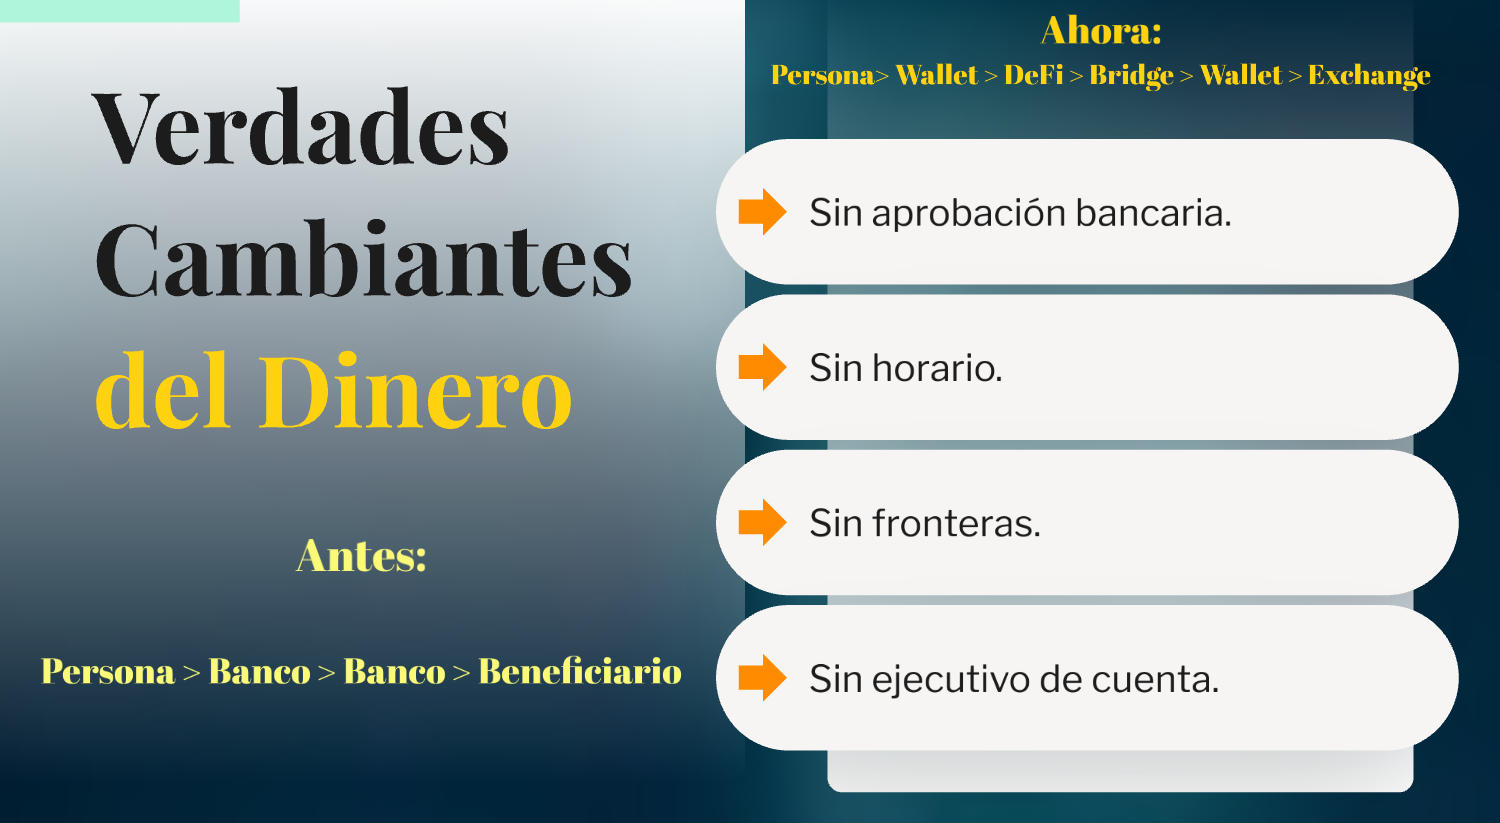 Verdades
Cambiantes
del Dinero
Antes:
Persona > Banco > Banco > Beneficiario
Ahora:
Persona> Wallet > DeFi > Bridge > Wallet > Exchange
Sin aprobación bancaria.
Sin horario.
Sin fronteras.
Sin ejecutivo de cuenta.